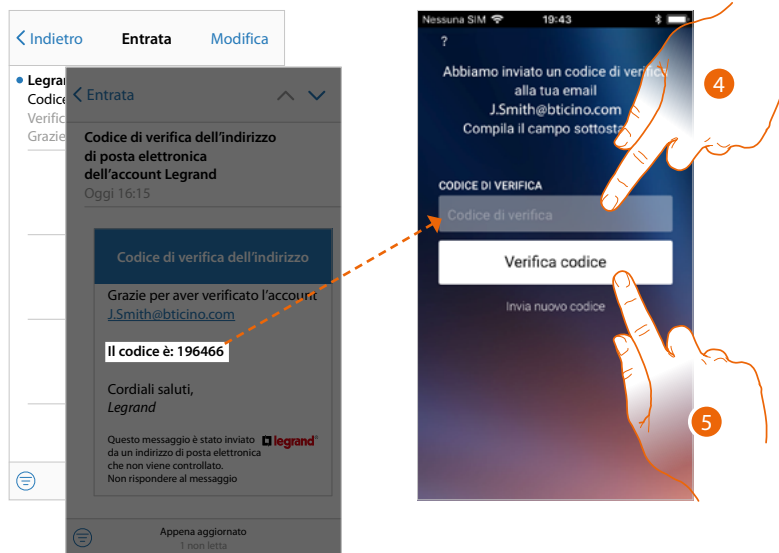 Indietro
Entrata
Modifica
Legra
Codice
Verific
Grazie
Entrata
Codice di verifica dell'indirizzo
di posta elettronica
dell'account Legrand
Oggi 16:15
Codice di verifica dell'indirizzo
Grazie per aver verificato l'account
J.Smith@bticino.com
Il codice è: 196466
Cordiali saluti,
Legrand
Questo messaggio è stato inviato
da un indirizzo di posta elettronica
che non viene controllato.
Non rispondere al messaggio
legrand®
Appena aggiornato
1 non letta
Nessuna SIM
19:43
?
Abbiamo inviato un codice di verifica
alla tua email
J.Smith@bticino.com
Compila il campo sottosta
CODICE DI VERIFICA
Codice di verifica
Verifica codice
Invia nuovo codice
4
5